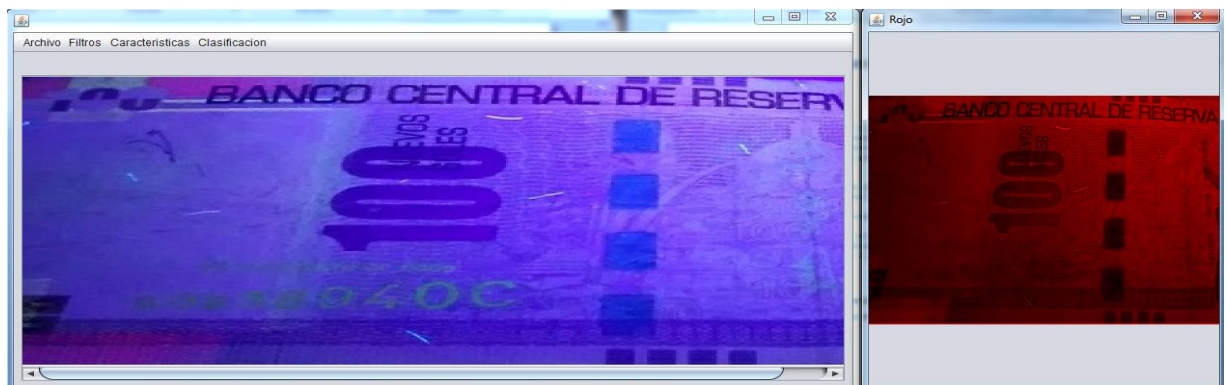 Archivo Filtros Caracteristicas Clasificacion
BANCO CENTRAL DE RESERV
100
Rojo
BANCO CENTRAL DE RESERVA
100